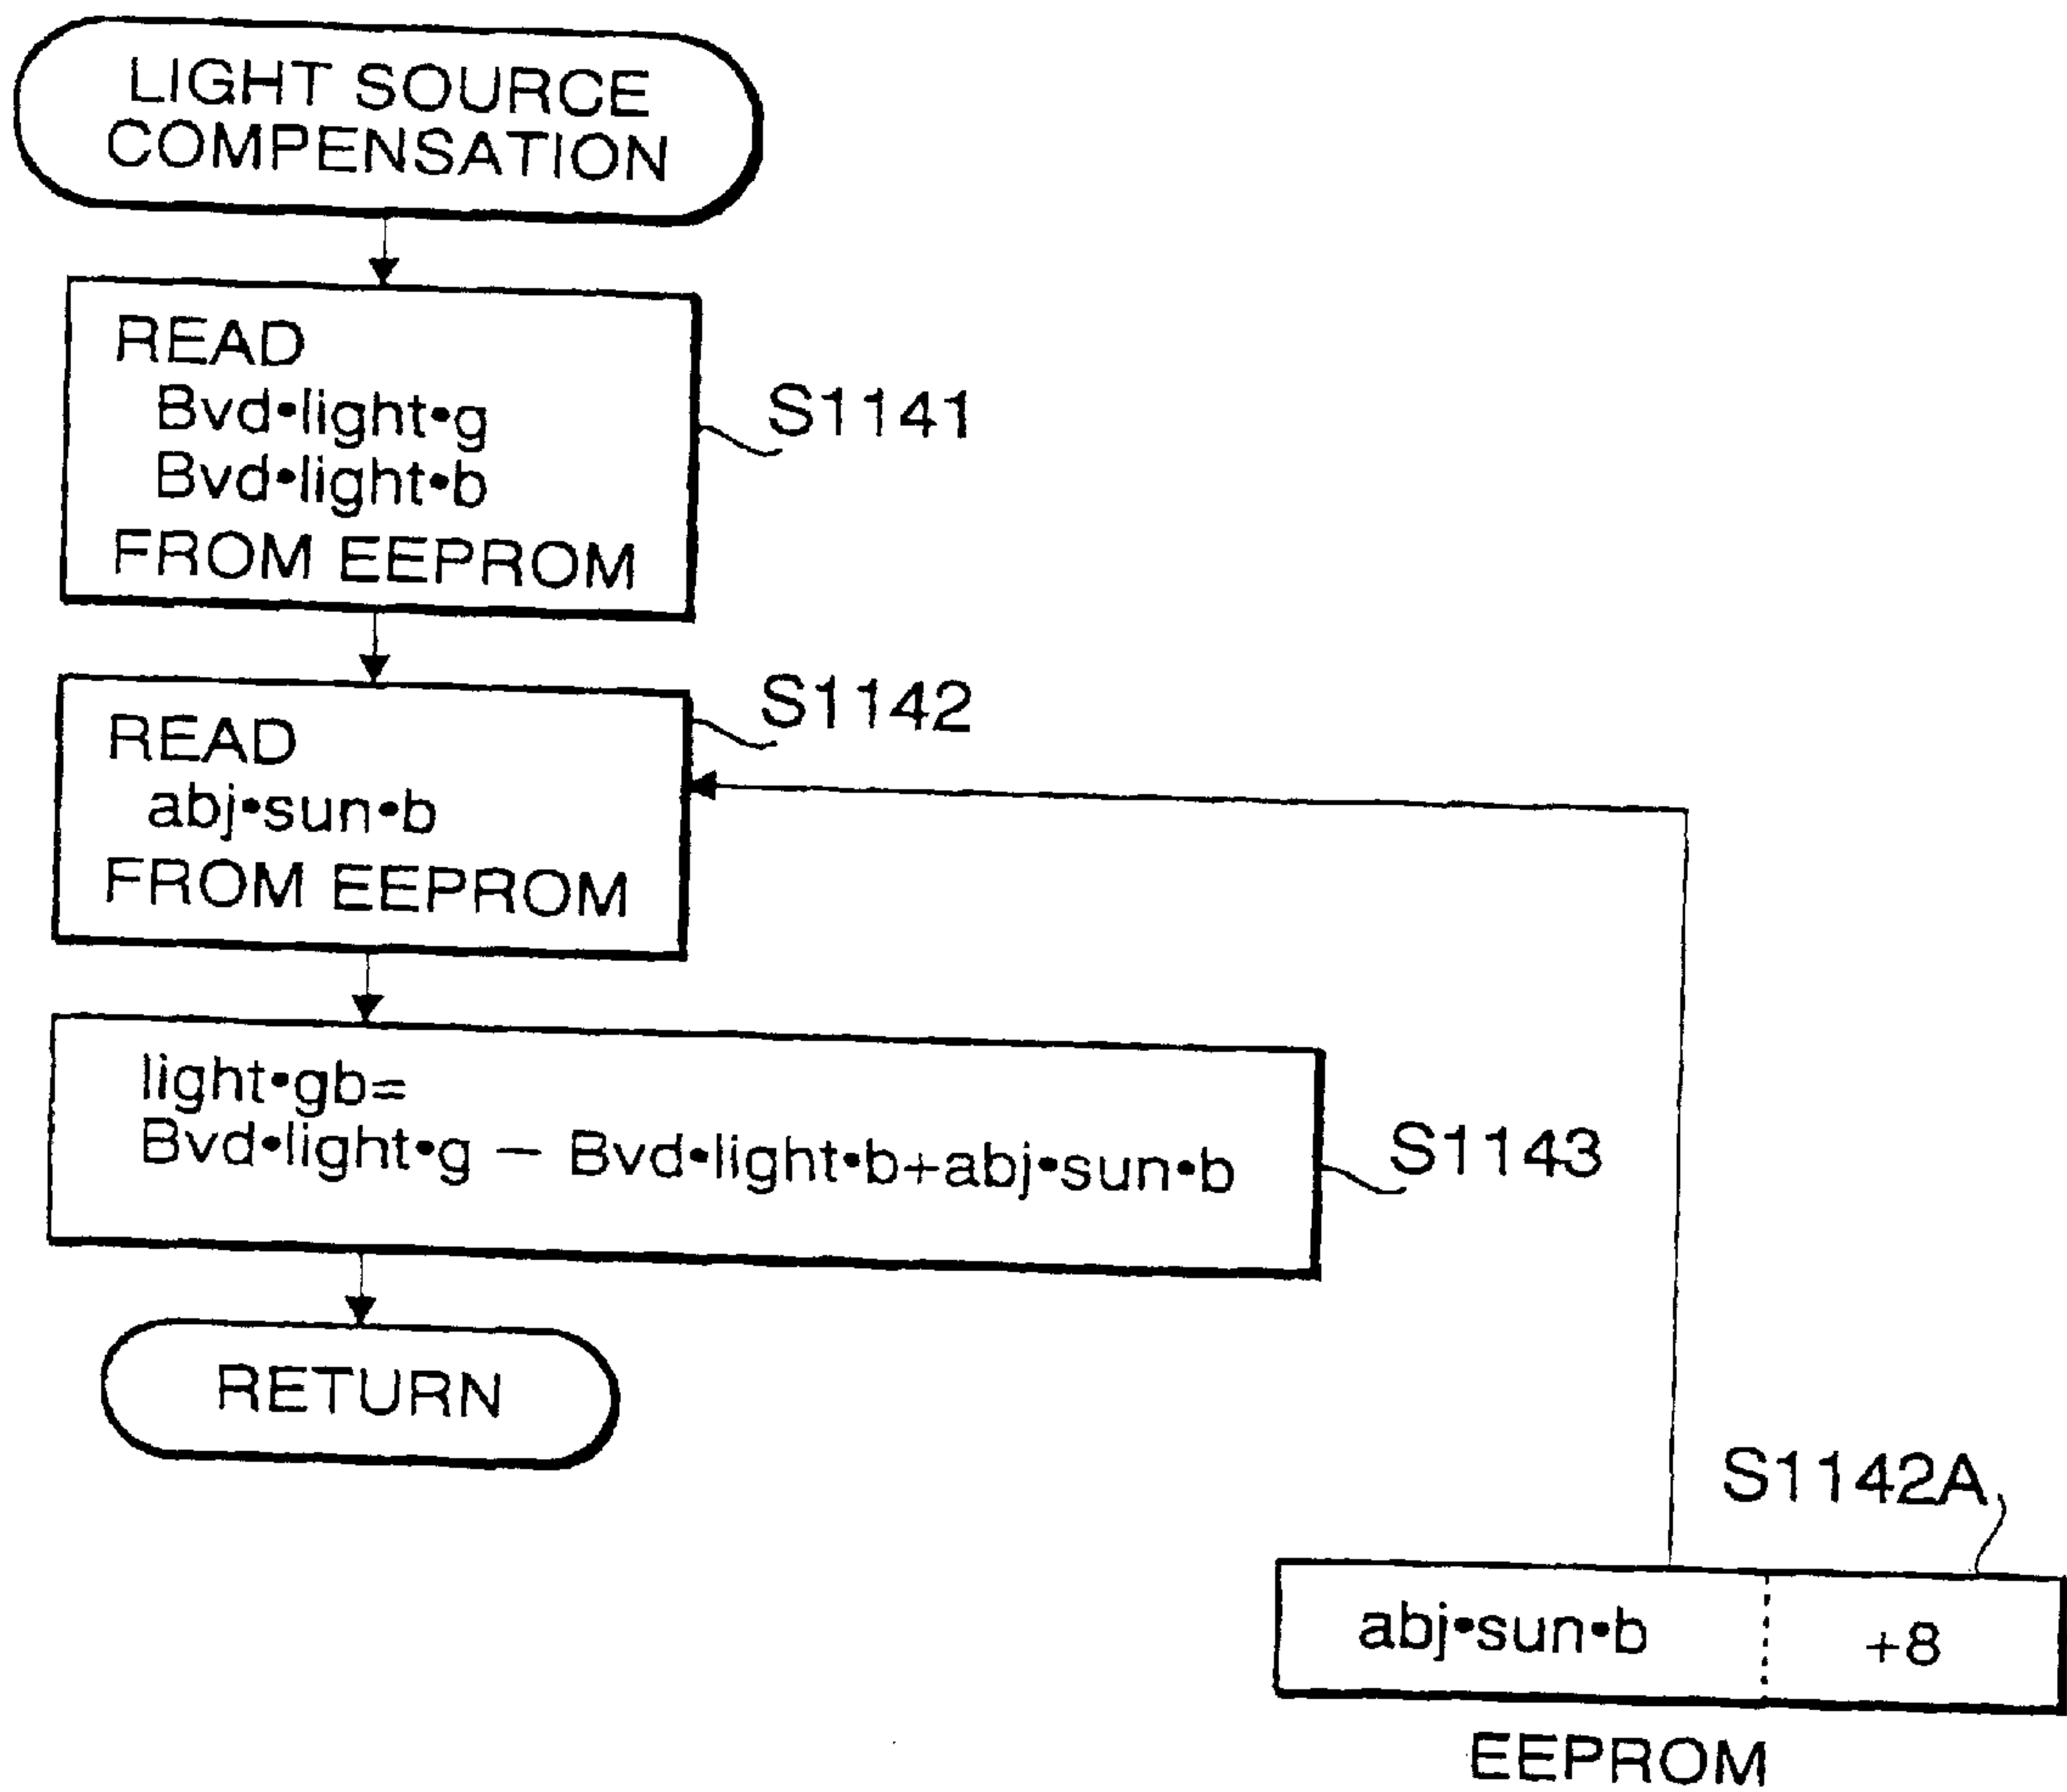 LIGHT SOURCE
COMPENSATION
READ
Bvd•light•g
Bvd•light•b
FROM EEPROM
S1141
S1142
READ
abj•sun•b
FROM EEPROM
light•gb=
Bvd•light•g — Bvd•light•b+abj•sun•b
S1143
RETURN
S1142A
abj•sun•b
+8
EEPROM